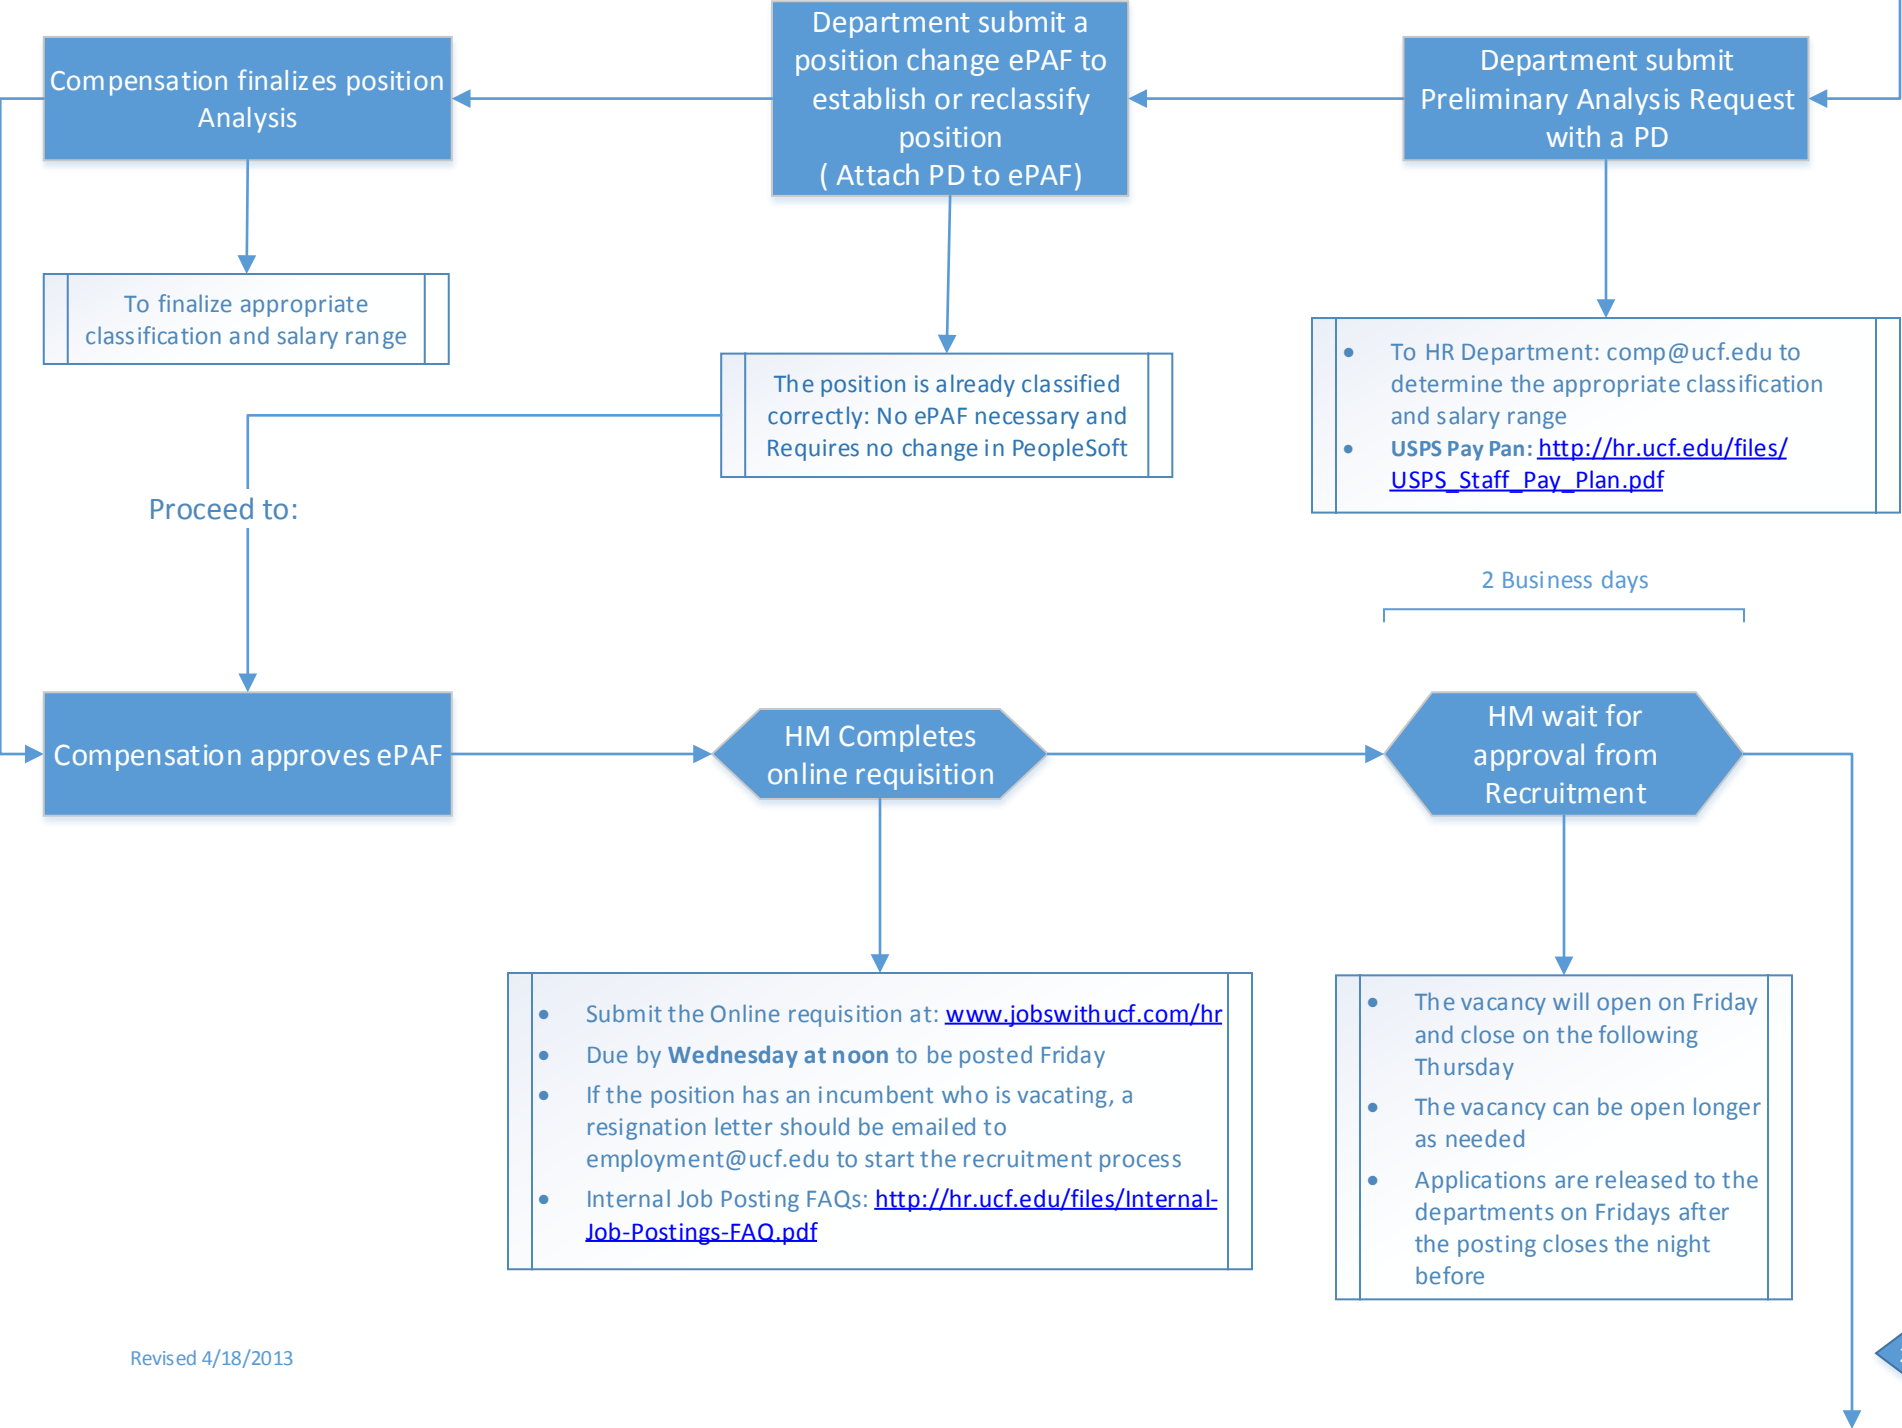 Compensation finalizes position
Analysis
Department submit a
position change ePAF to
establish or reclassify
position
( Attach PD to ePAF)
Department submit
Preliminary Analysis Request
with a PD
To finalize appropriate
classification and salary range
The position is already classified
correctly: No ePAF necessary and
Requires no change in PeopleSoft
• To HR Department: comp@ucf.edu to
determine the appropriate classification
and salary range
• USPS Pay Pan: http://hr.ucf.edu/files/
USPS_Staff_Pay_Plan.pdf
Proceed to:
2 Business days
Compensation approves ePAF
HM Completes
online requisition
HM wait for
approval from
Recruitment
• Submit the Online requisition at: www.jobswithucf.com/hr
• Due by Wednesday at noon to be posted Friday
• If the position has an incumbent who is vacating, a
resignation letter should be emailed to
employment@ucf.edu to start the recruitment process
• Internal Job Posting FAQs: http://hr.ucf.edu/files/Internal-
Job-Postings-FAQ.pdf
• The vacancy will open on Friday
and close on the following
Thursday
• The vacancy can be open longer
as needed
• Applications are released to the
departments on Fridays after
the posting closes the night
before
Revised 4/18/2013